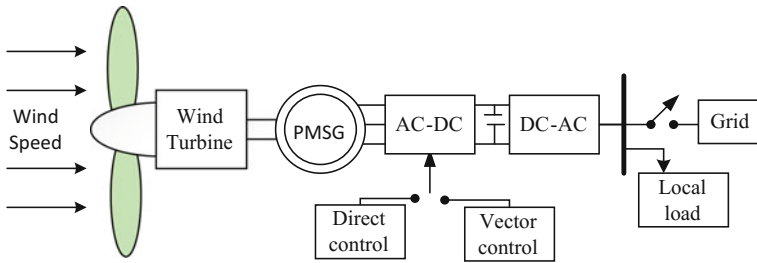 Wind
Speed
Wind
Turbine
PMSG
AC-DC
DC-AC
Grid
Local
load
Direct
control
Vector
control